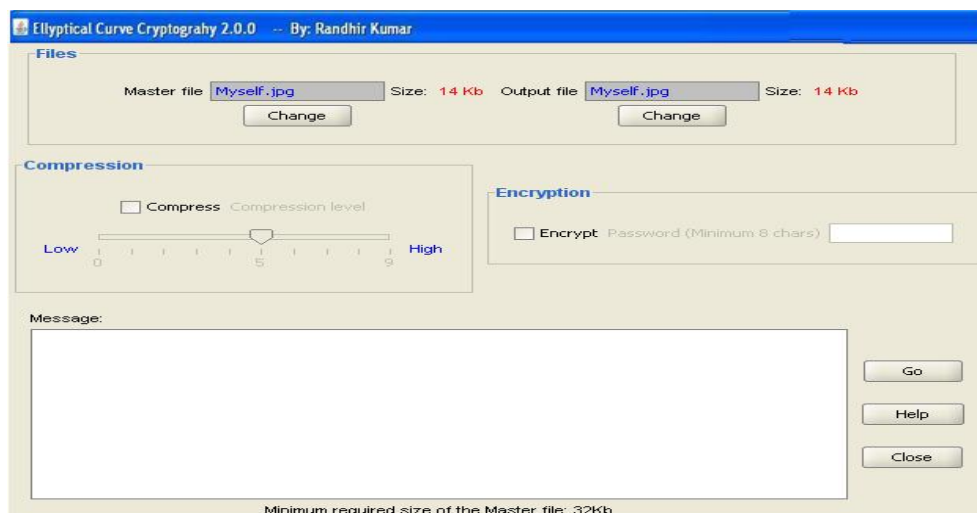 Ellyptical Curve Cryptograhy 2.0.0 -- By: Randhir Kumar
Files
Master file Myself.jpg Size: 14 Kb Output file Myself.jpg Size: 14 Kb
Change Change
Compression
Compress Compression level
Low High
0 5 9
Encryption
Encrypt Password (Minimum 8 chars)
Message:
Go
Help
Close
Minimum required size of the Master file: 32Kb